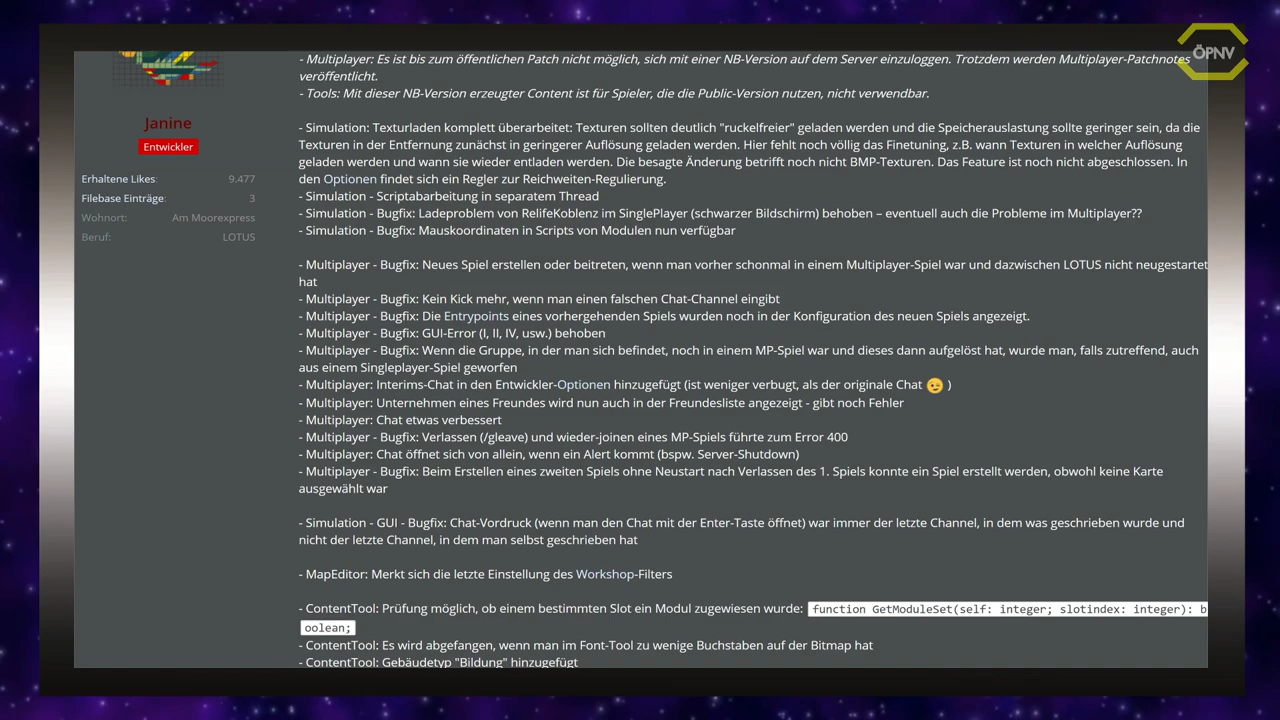 ÖPNV
Janine
Entwickler
Erhaltene Likes: 9.477
Filebase Einträge: 3
Wohnort: Am Moorexpress
Beruf: LOTUS
- Multiplayer: Es ist bis zum öffentlichen Patch nicht möglich, sich mit einer NB-Version auf dem Server einzuloggen. Trotzdem werden Multiplayer-Patchnotes
veröffentlicht.
- Tools: Mit dieser NB-Version erzeugter Content ist für Spieler, die die Public-Version nutzen, nicht verwendbar.
- Simulation: Texturladen komplett überarbeitet: Texturen sollten deutlich "ruckelfreier" geladen werden und die Speicherauslastung sollte geringer sein, da die
Texturen in der Entfernung zunächst in geringerer Auflösung geladen werden. Hier fehlt noch völlig das Finetuning, z.B. wann Texturen in welcher Auflösung
geladen werden und wann sie wieder entladen werden. Die besagte Änderung betrifft noch nicht BMP-Texturen. Das Feature ist noch nicht abgeschlossen. In
den Optionen findet sich ein Regler zur Reichweiten-Regulierung.
- Simulation - Scriptabarbeitung in separatem Thread
- Simulation - Bugfix: Ladeproblem von RelifeKoblenz im SinglePlayer (schwarzer Bildschirm) behoben – eventuell auch die Probleme im Multiplayer??
- Simulation - Bugfix: Mauskoordinaten in Scripts von Modulen nun verfügbar
- Multiplayer - Bugfix: Neues Spiel erstellen oder beitreten, wenn man vorher schonmal in einem Multiplayer-Spiel war und dazwischen LOTUS nicht neugestartet
hat
- Multiplayer - Bugfix: Kein Kick mehr, wenn man einen falschen Chat-Channel eingibt
- Multiplayer - Bugfix: Die Entrypoints eines vorhergehenden Spiels wurden noch in der Konfiguration des neuen Spiels angezeigt.
- Multiplayer - Bugfix: GUI-Error (I, II, IV, usw.) behoben
- Multiplayer - Bugfix: Wenn die Gruppe, in der man sich befindet, noch in einem MP-Spiel war und dieses dann aufgelöst hat, wurde man, falls zutreffend, auch
aus einem Singleplayer-Spiel geworfen
- Multiplayer: Interims-Chat in den Entwickler-Optionen hinzugefügt (ist weniger verbugt, als der originale Chat 😉 )
- Multiplayer: Unternehmen eines Freundes wird nun auch in der Freundesliste angezeigt - gibt noch Fehler
- Multiplayer: Chat etwas verbessert
- Multiplayer - Bugfix: Verlassen (/gleave) und wieder-joinen eines MP-Spiels führte zum Error 400
- Multiplayer: Chat öffnet sich von allein, wenn ein Alert kommt (bspw. Server-Shutdown)
- Multiplayer - Bugfix: Beim Erstellen eines zweiten Spiels ohne Neustart nach Verlassen des 1. Spiels konnte ein Spiel erstellt werden, obwohl keine Karte
ausgewählt war
- Simulation - GUI - Bugfix: Chat-Vordruck (wenn man den Chat mit der Enter-Taste öffnet) war immer der letzte Channel, in dem was geschrieben wurde und
nicht der letzte Channel, in dem man selbst geschrieben hat
- MapEditor: Merkt sich die letzte Einstellung des Workshop-Filters
- ContentTool: Prüfung möglich, ob einem bestimmten Slot ein Modul zugewiesen wurde: function GetModuleSet(self: integer; slotindex: integer): b
oolean;
- ContentTool: Es wird abgefangen, wenn man im Font-Tool zu wenige Buchstaben auf der Bitmap hat
- ContentTool: Gebäudetyp "Bildung" hinzugefügt